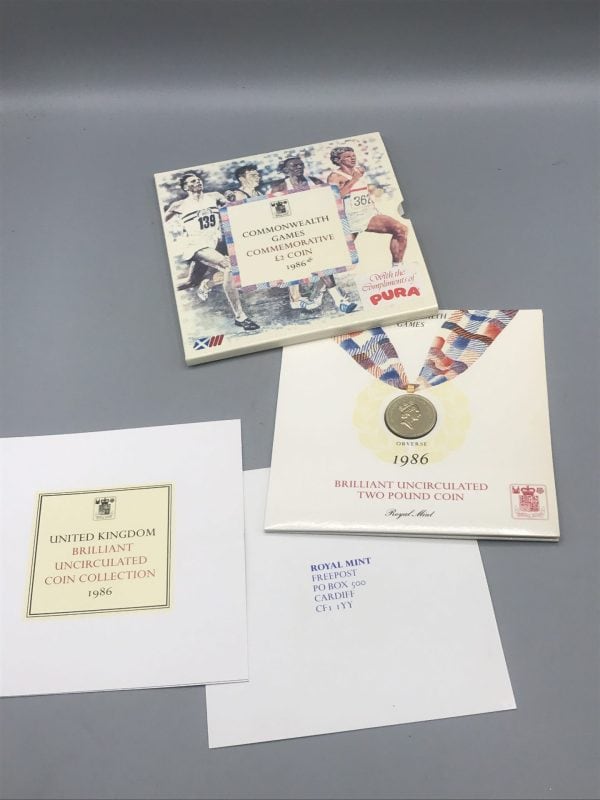 139
362
COMMONWEALTH
GAMES
COMMEMORATIVE
£2 COIN
1986
With the
Compliments of
PURA
GAMES
OBVERSE
1986
BRILLIANT UNCIRCULATED
TWO POUND COIN
Royal Mint
UNITED KINGDOM
BRILLIANT
UNCIRCULATED
COIN COLLECTION
1986
ROYAL MINT
FREEPOST
PO BOX 500
CARDIFF
CF1 1YY